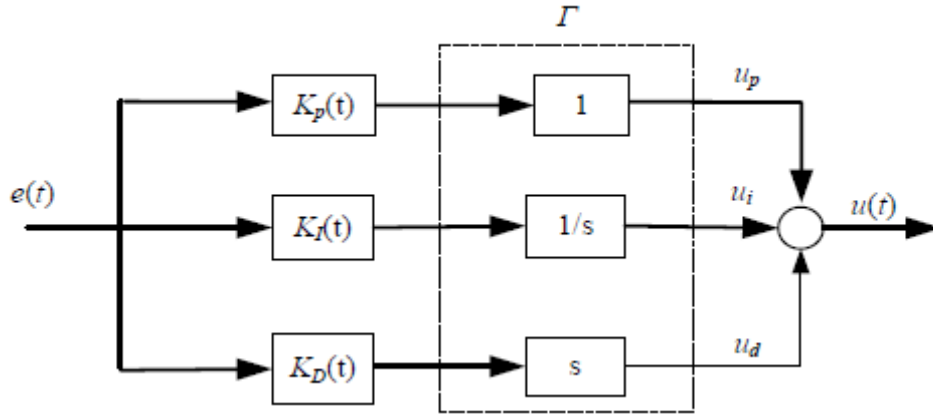 Γ
K_p(t)
1
u_p
e(t)
K_I(t)
1/s
u_i
u(t)
K_D(t)
s
u_d